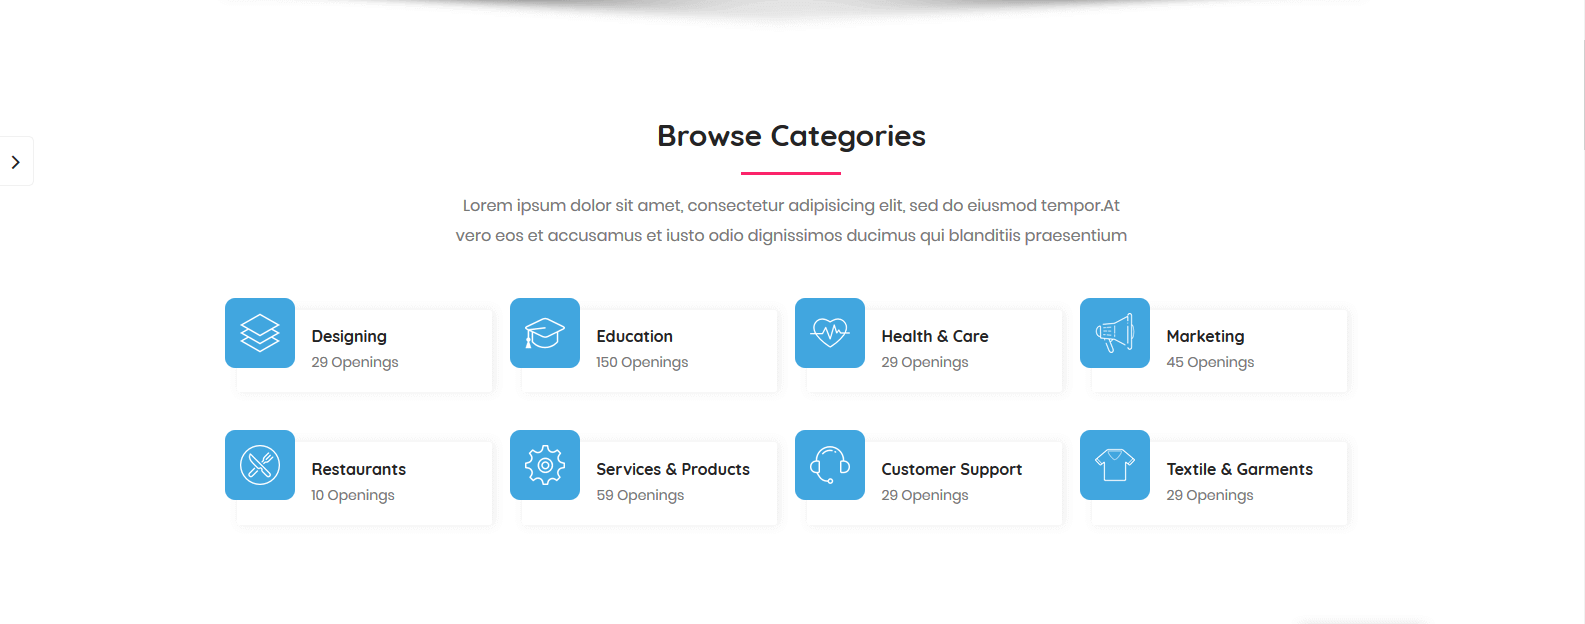 Browse Categories
Lorem ipsum dolor sit amet, consectetur adipisicing elit, sed do eiusmod tempor.At
vero eos et accusamus et iusto odio dignissimos ducimus qui blanditiis praesentium
Designing
29 Openings
Education
150 Openings
Health & Care
29 Openings
Marketing
45 Openings
Restaurants
10 Openings
Services & Products
59 Openings
Customer Support
29 Openings
Textile & Garments
29 Openings